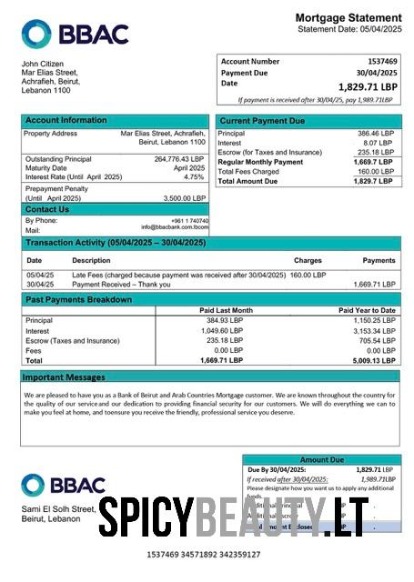 Mortgage Statement
Statement Date: 05/04/2025
BBAC
John Citizen
Mar Elias Street,
Achrafieh, Beirut.
Lebanon 1100
Account Number 1537469
Payment Due 30/04/2025
Date 1,829.71 LBP
If payment is received after 30/04/25, pay 1,989.71LBP
Account Information
Property Address Mar Elias Street, Achrafieh,
Beirut, Lebanon 1100
Outstanding Principal 264,776.43 LBP
Maturity Date April 2025
Interest Rate (Until April 2025) 4.75%
Prepayment Penalty
(Until April 2025) 3,500.00 LBP
Contact Us
By Phone: +961 1 740740
Mail: info@bbacbank.com.lbcom
Current Payment Due
Principal 386.46 LBP
Interest 8.07 LBP
Escrow (for Taxes and Insurance) 235.18 LBP
Regular Monthly Payment 1,669.7 LBP
Total Fees Charged 160.00 LBP
Total Amount Due 1,829.7 LBP
Transaction Activity (05/04/2025 – 30/04/2025)
Date Description Charges Payments
05/04/25 Late Fees (charged because payment was received after 30/04/2025) 160.00 LBP
30/04/25 Payment Received – Thank you 1,669.71 LBP
Past Payments Breakdown
Paid Last Month Paid Year to Date
Principal 384.93 LBP 1,150.25 LBP
Interest 1,049.60 LBP 3,153.34 LBP
Escrow (Taxes and Insurance) 235.18 LBP 705.54 LBP
Fees 0.00 LBP 0.00 LBP
Total 1,669.71 LBP 5,009.13 LBP
Important Messages
We are pleased to have you as a Bank of Beirut and Arab Countries Mortgage customer. We are known throughout the country for
the quality of our service and our dedication to providing financial security for our customers. We will do everything we can to
make you feel at home, and toensure you receive the friendly, professional service you deserve.
BBAC
Sami El Solh Street,
Beirut, Lebanon
Amount Due
Due By 30/04/2025: 1,829.71 LBP
If received after 30/04/2025: 1,989.71LBP
Please designate how you want us to apply any additional
funds.
SPICYBEAUTY.LT
1537469 34571892 342359127